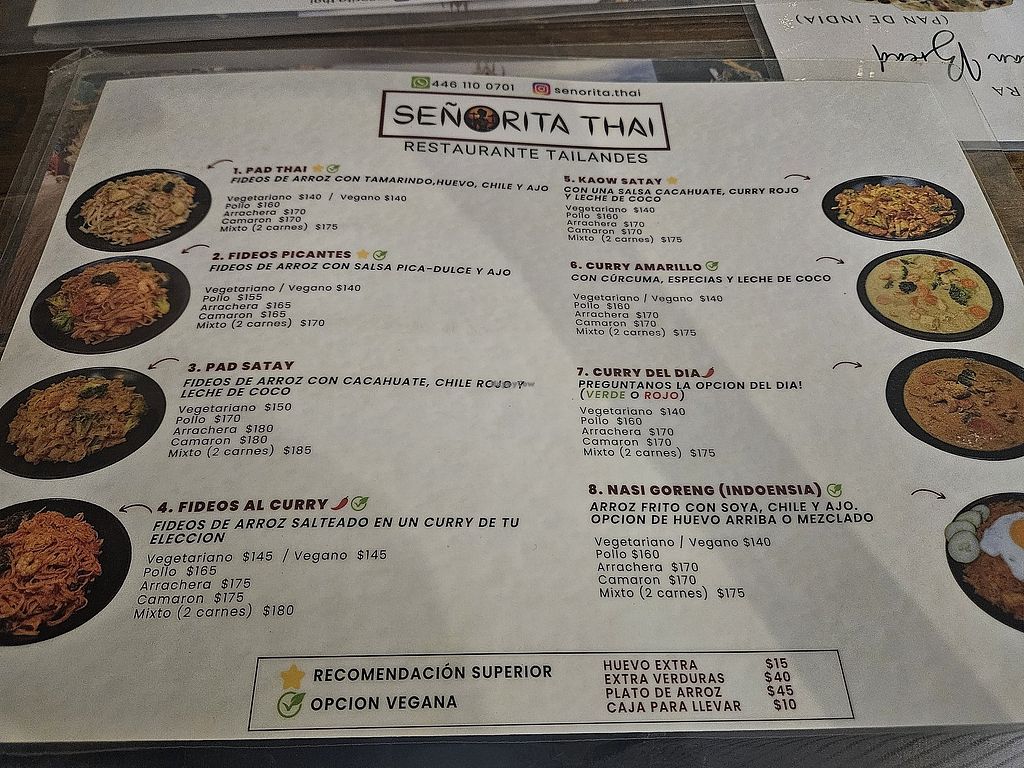 446 110 0701 senorita.thai
SEÑORITA THAI
RESTAURANTE TAILANDES
1. PAD THAI
FIDEOS DE ARROZ CON TAMARINDO,HUEVO, CHILE Y AJO
Vegetariano $140 / Vegano $140
Pollo $160
Arrachera $170
Camaron $170
Mixto (2 carnes) $175
2. FIDEOS PICANTES
FIDEOS DE ARROZ CON SALSA PICA-DULCE Y AJO
Vegetariano / Vegano $140
Pollo $155
Arrachera $165
Camaron $165
Mixto (2 carnes) $170
3. PAD SATAY
FIDEOS DE ARROZ CON CACAHUATE, CHILE ROJO Y
LECHE DE COCO
Vegetariano $150
Pollo $170
Arrachera $180
Camaron $180
Mixto (2 carnes) $185
4. FIDEOS AL CURRY
FIDEOS DE ARROZ SALTEADO EN UN CURRY DE TU
ELECCION
Vegetariano $145 / Vegano $145
Pollo $165
Arrachera $175
Camaron $175
Mixto (2 carnes) $180
5. KAOW SATAY
CON UNA SALSA CACAHUATE, CURRY ROJO
Y LECHE DE COCO
Vegetariano $140
Pollo $160
Arrachera $170
Camaron $170
Mixto (2 carnes) $175
6. CURRY AMARILLO
CON CÚRCUMA, ESPECIAS Y LECHE DE COCO
Vegetariano / Vegano $140
Pollo $160
Arrachera $170
Camaron $170
Mixto (2 carnes) $175
7. CURRY DEL DIA
PREGUNTANOS LA OPCION DEL DIA!
(VERDE O ROJO)
Vegetariano $140
Pollo $160
Arrachera $170
Camaron $170
Mixto (2 carnes) $175
8. NASI GORENG (INDOENSIA)
ARROZ FRITO CON SOYA, CHILE Y AJO.
OPCION DE HUEVO ARRIBA O MEZCLADO
Vegetariano / Vegano $140
Pollo $160
Arrachera $170
Camaron $170
Mixto (2 carnes) $175
RECOMENDACIÓN SUPERIOR
OPCION VEGANA
HUEVO EXTRA $15
EXTRA VERDURAS $40
PLATO DE ARROZ $45
CAJA PARA LLEVAR $10
(PAN DE INDIA)
Bread